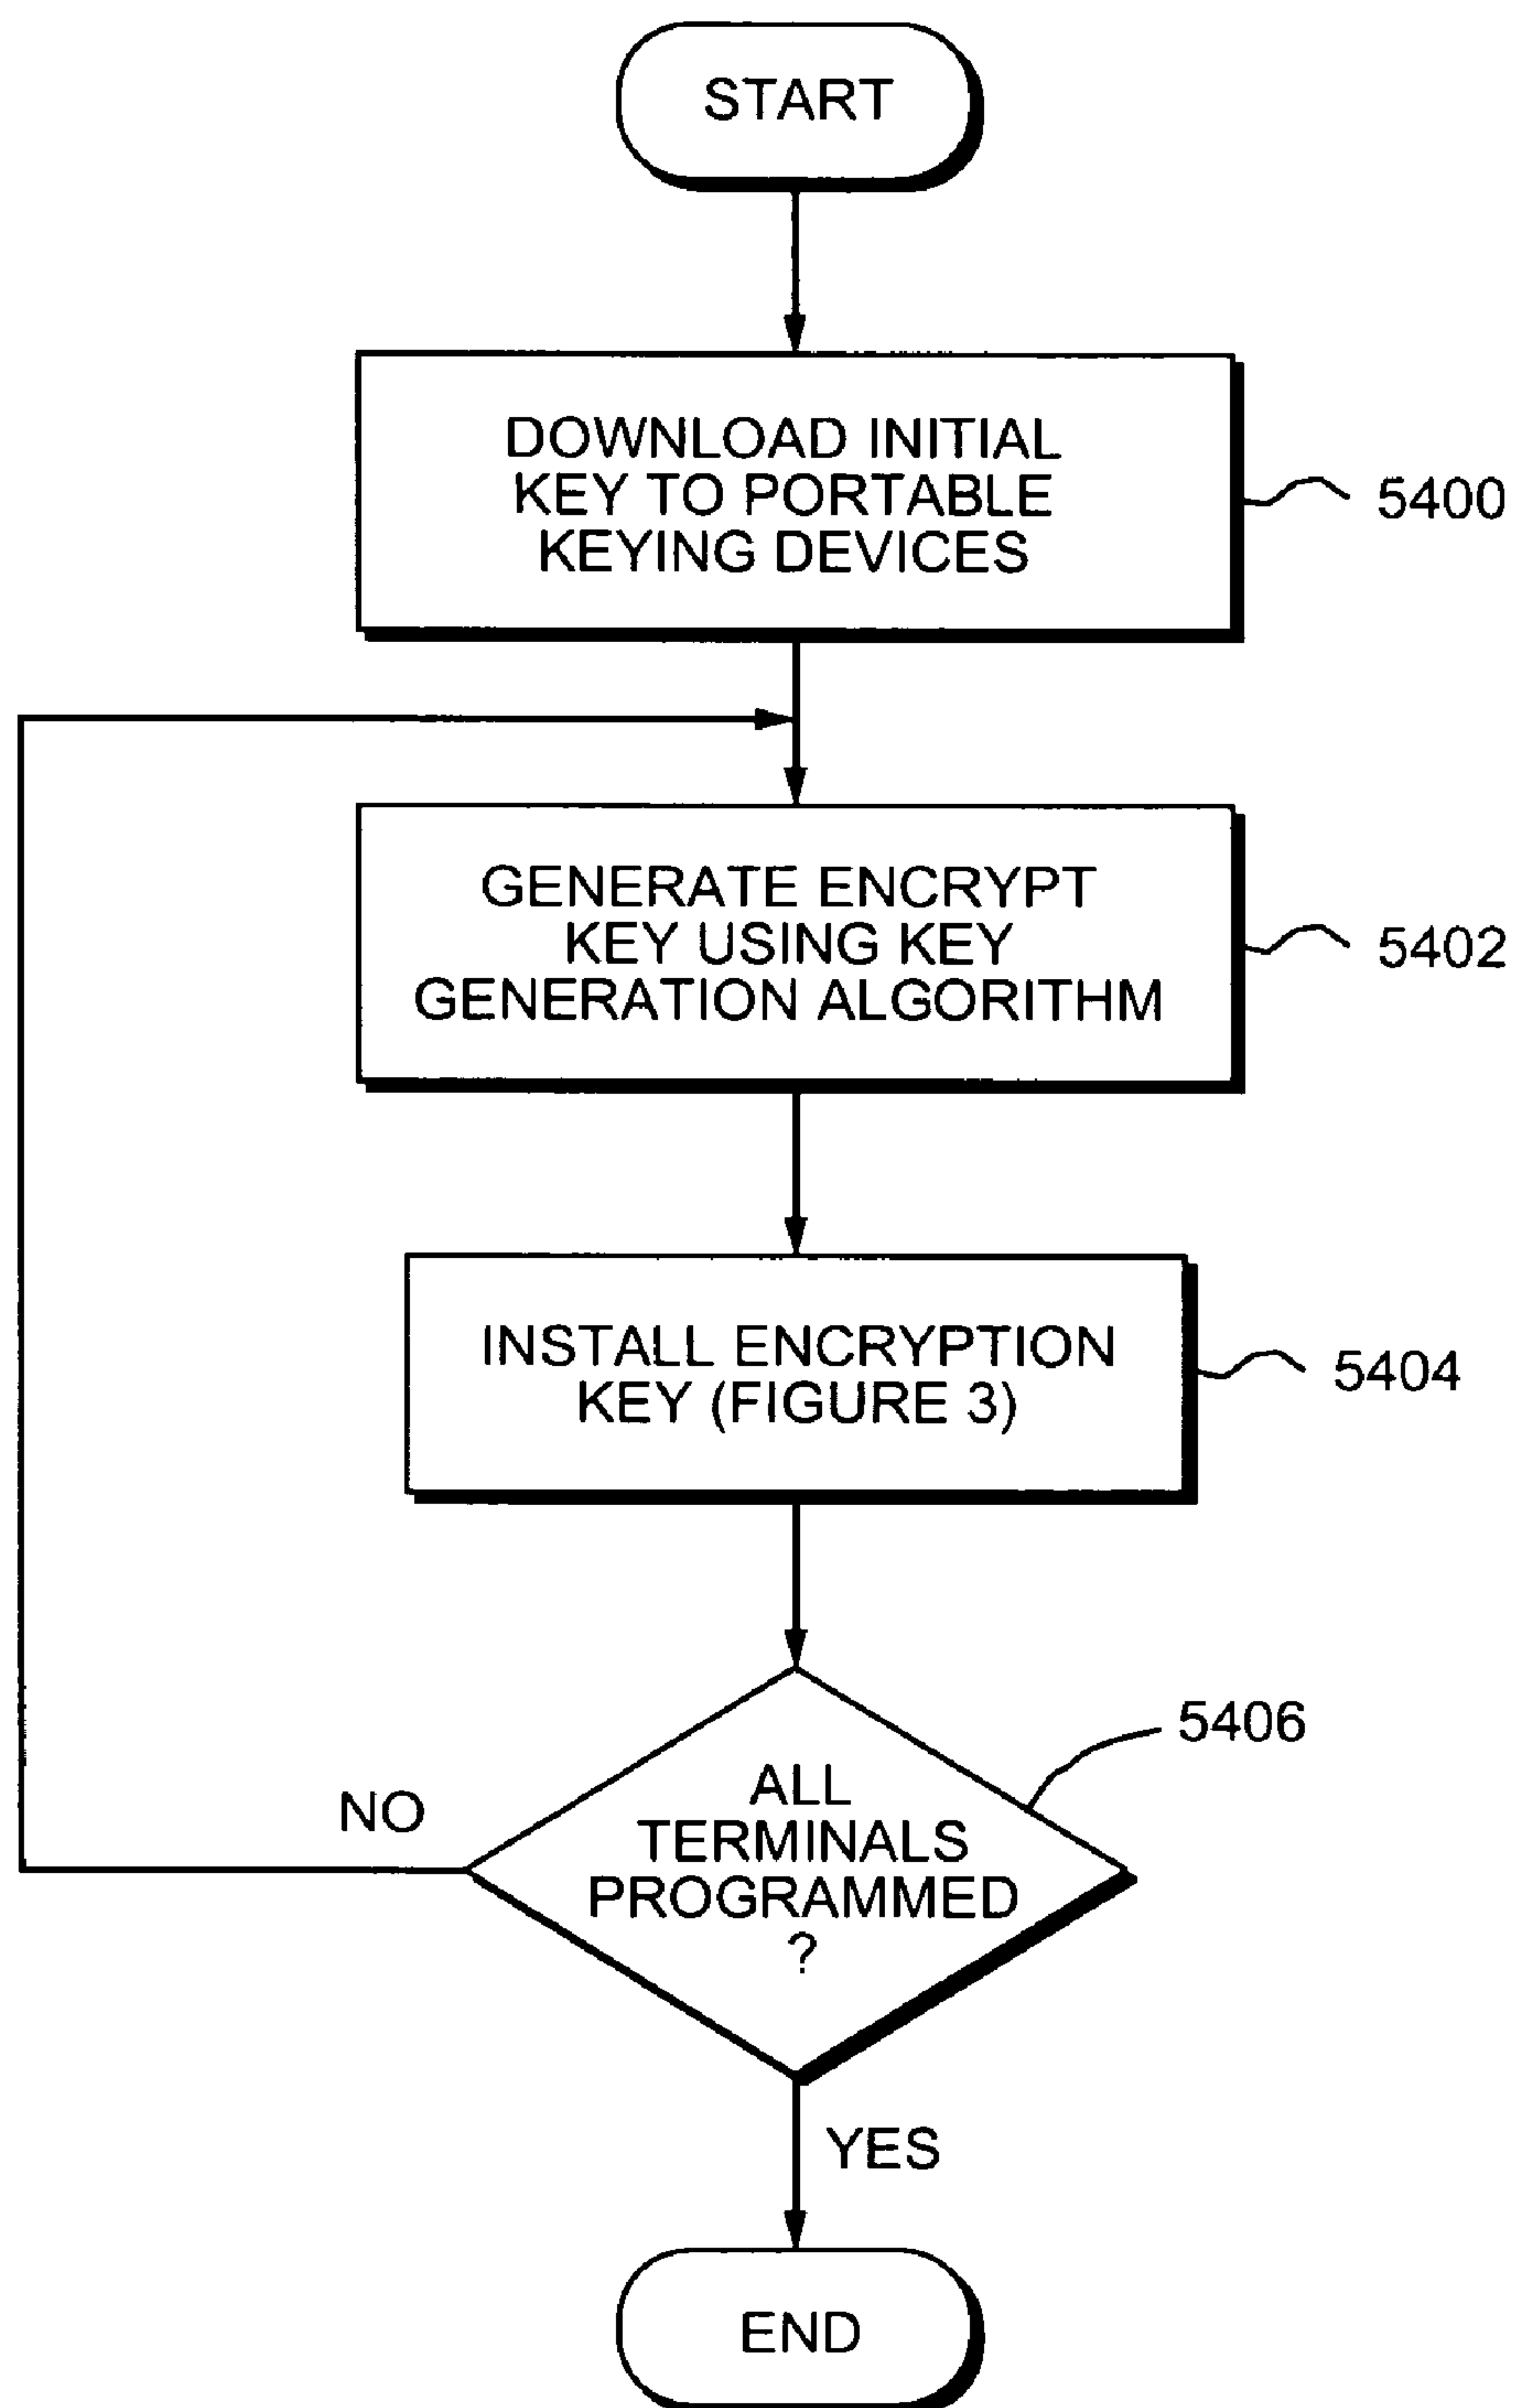 START
DOWNLOAD INITIAL
KEY TO PORTABLE
KEYING DEVICES
5400
GENERATE ENCRYPT
KEY USING KEY
GENERATION ALGORITHM
5402
INSTALL ENCRYPTION
KEY (FIGURE 3)
5404
5406
ALL
TERMINALS
PROGRAMMED
?
NO
YES
END